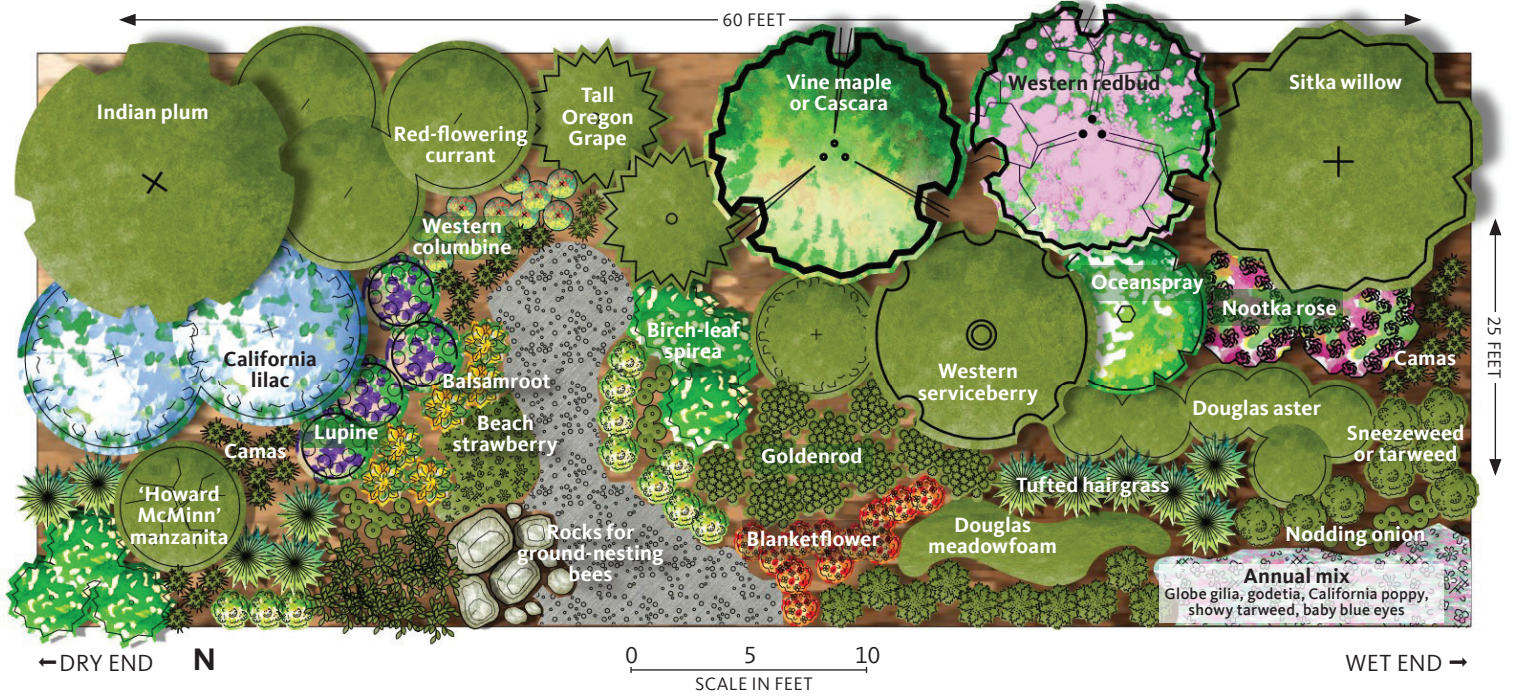 60 FEET
Indian plum
Red-flowering
currant
Tall
Oregon
Grape
Vine maple
or Cascara
Western redbud
Sitka willow
Western
columbine
25 FEET
California
lilac
Balsamroot
Birch-leaf
spirea
Oceanspray
Nootka rose
Camas
Western
serviceberry
Lupine
Beach
strawberry
Camas
Goldenrod
Douglas aster
Sneezeweed
or tarweed
'Howard
McMinn'
manzanita
Rocks for
ground-nesting
bees
Blanketflower
Tufted hairgrass
Douglas
meadowfoam
Nodding onion
Annual mix
Globe gilia, godetia, California poppy,
showy tarweed, baby blue eyes
←DRY END
N
0 5 10
SCALE IN FEET
WET END →